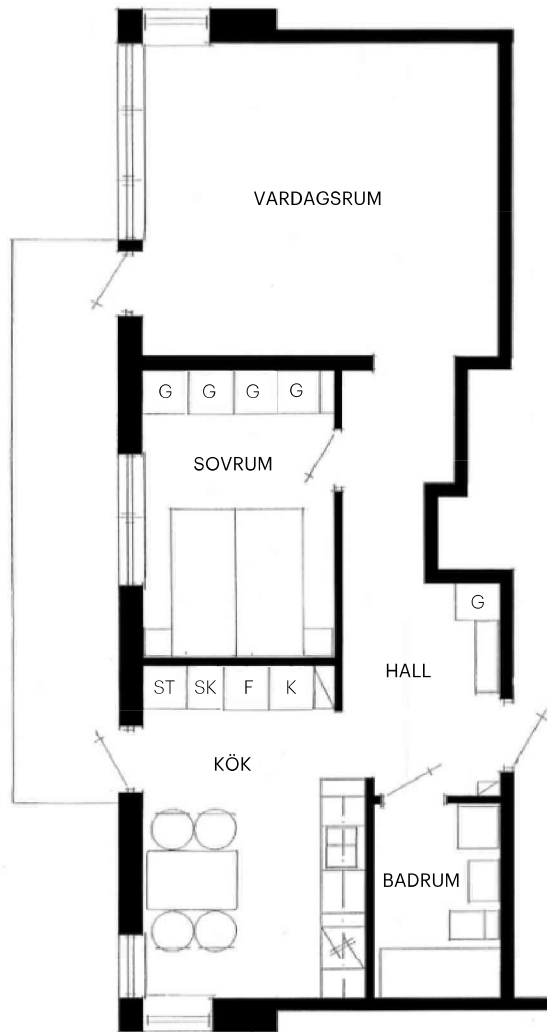 VARDAGSRUM
G G G G
SOVRUM
G
ST SK F K
HALL
KÖK
BADRUM